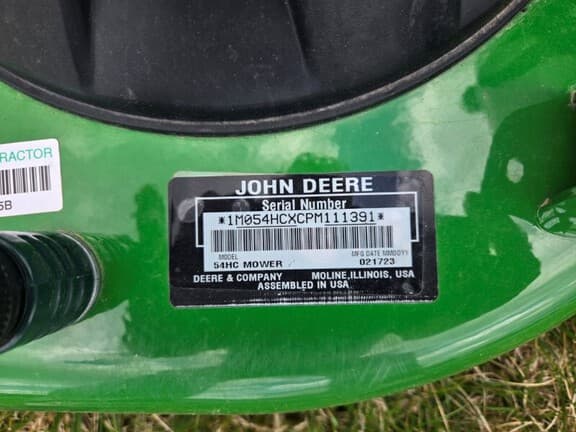 RACTOR
5B
JOHN DEERE
Serial Number
*1M054HCXCPM111391*
MODEL MFG DATE MMDDYY
54HC MOWER 021723
DEERE & COMPANY MOLINE,ILLINOIS, USA
ASSEMBLED IN USA